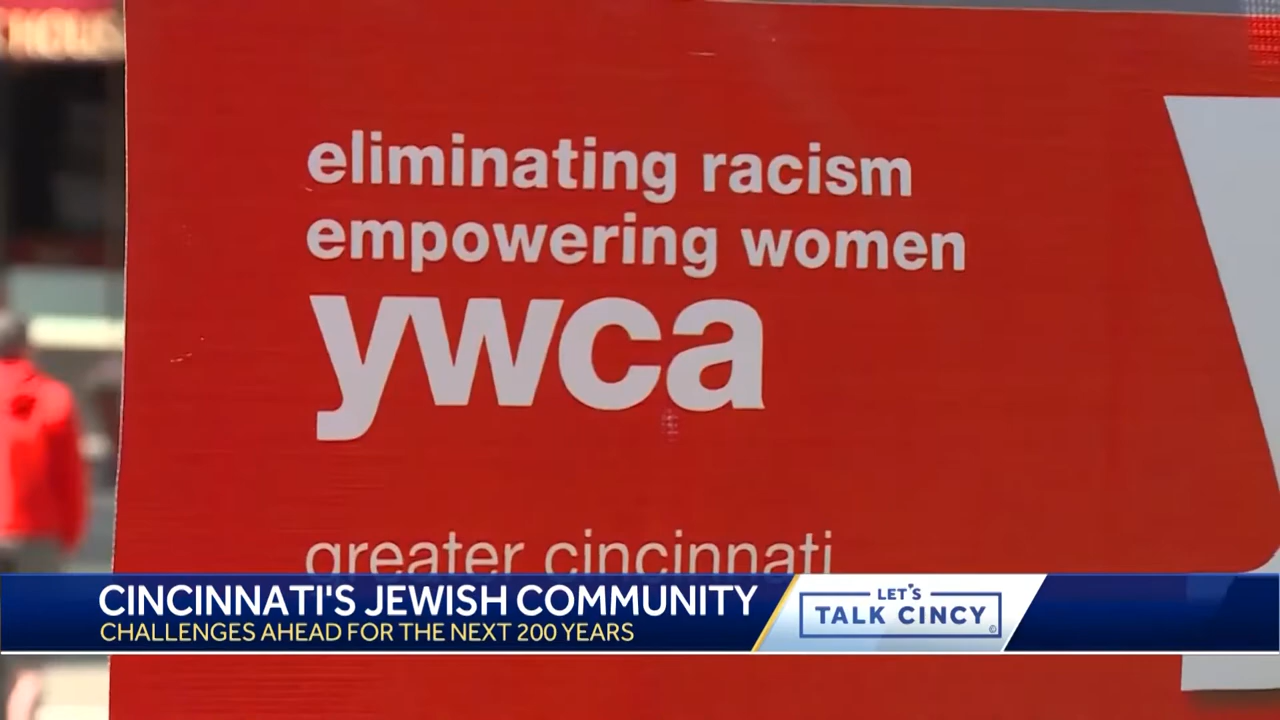 eliminating racism
empowering women
ywca
greater cincinnati
CINCINNATI'S JEWISH COMMUNITY
CHALLENGES AHEAD FOR THE NEXT 200 YEARS
LET'S
TALK CINCY